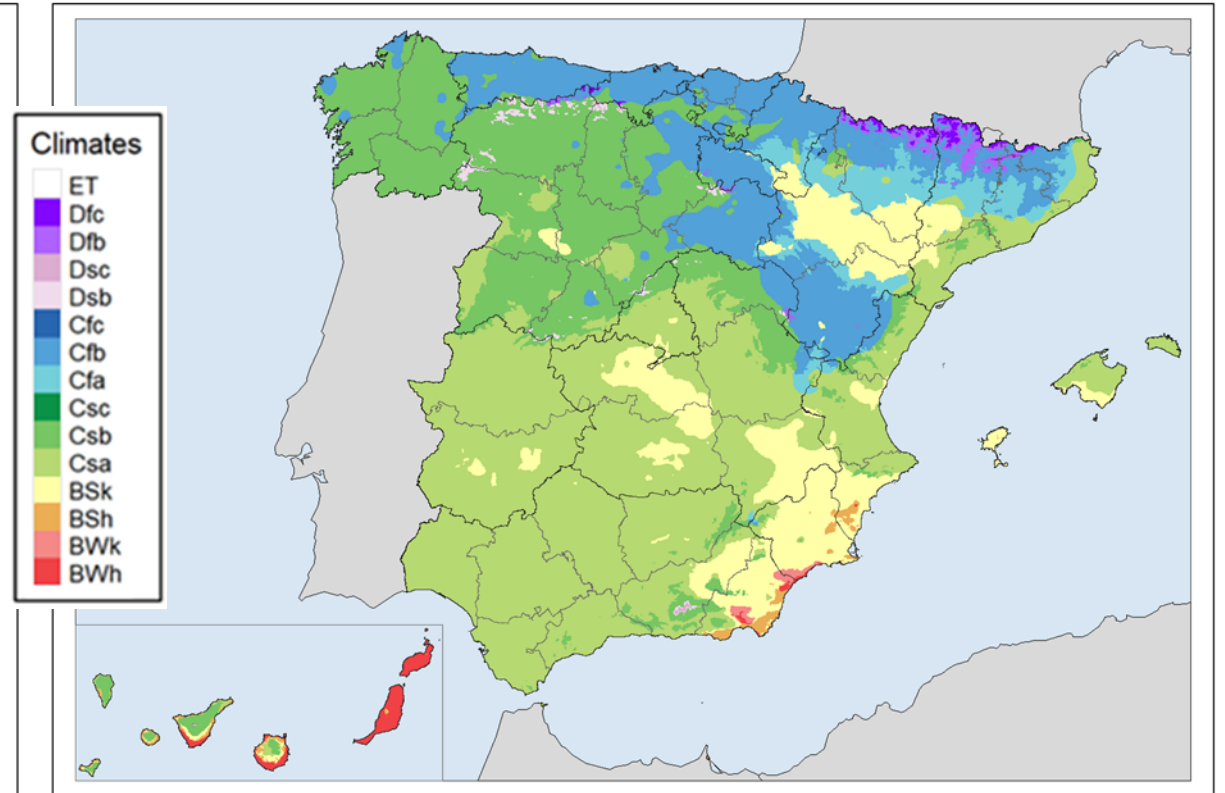 Climates
ET
Dfc
Dfb
Dsc
Dsb
Cfc
Cfb
Cfa
Csc
Csb
Csa
BSk
BSh
BWk
BWh